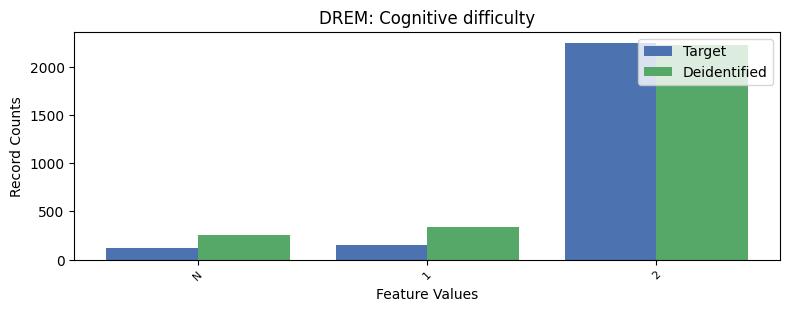 DREM: Cognitive difficulty
Target
Deidentified
Record Counts
2000
1500
1000
500
0
N
1
2
Feature Values